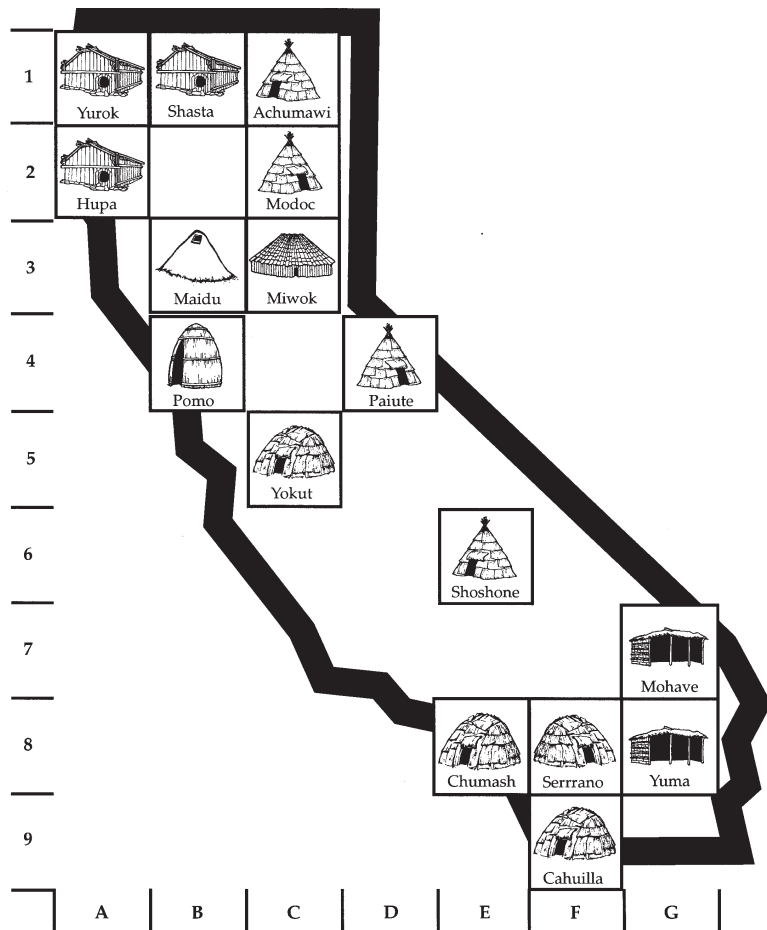 1
Yurok Shasta Achumawi
2
Hupa Modoc
3
Maidu Miwok
4
Pomo Paiute
5
Yokut
6
Shoshone
7
Mohave
8
Chumash Serrrano Yuma
9
Cahuilla
A B C D E F G